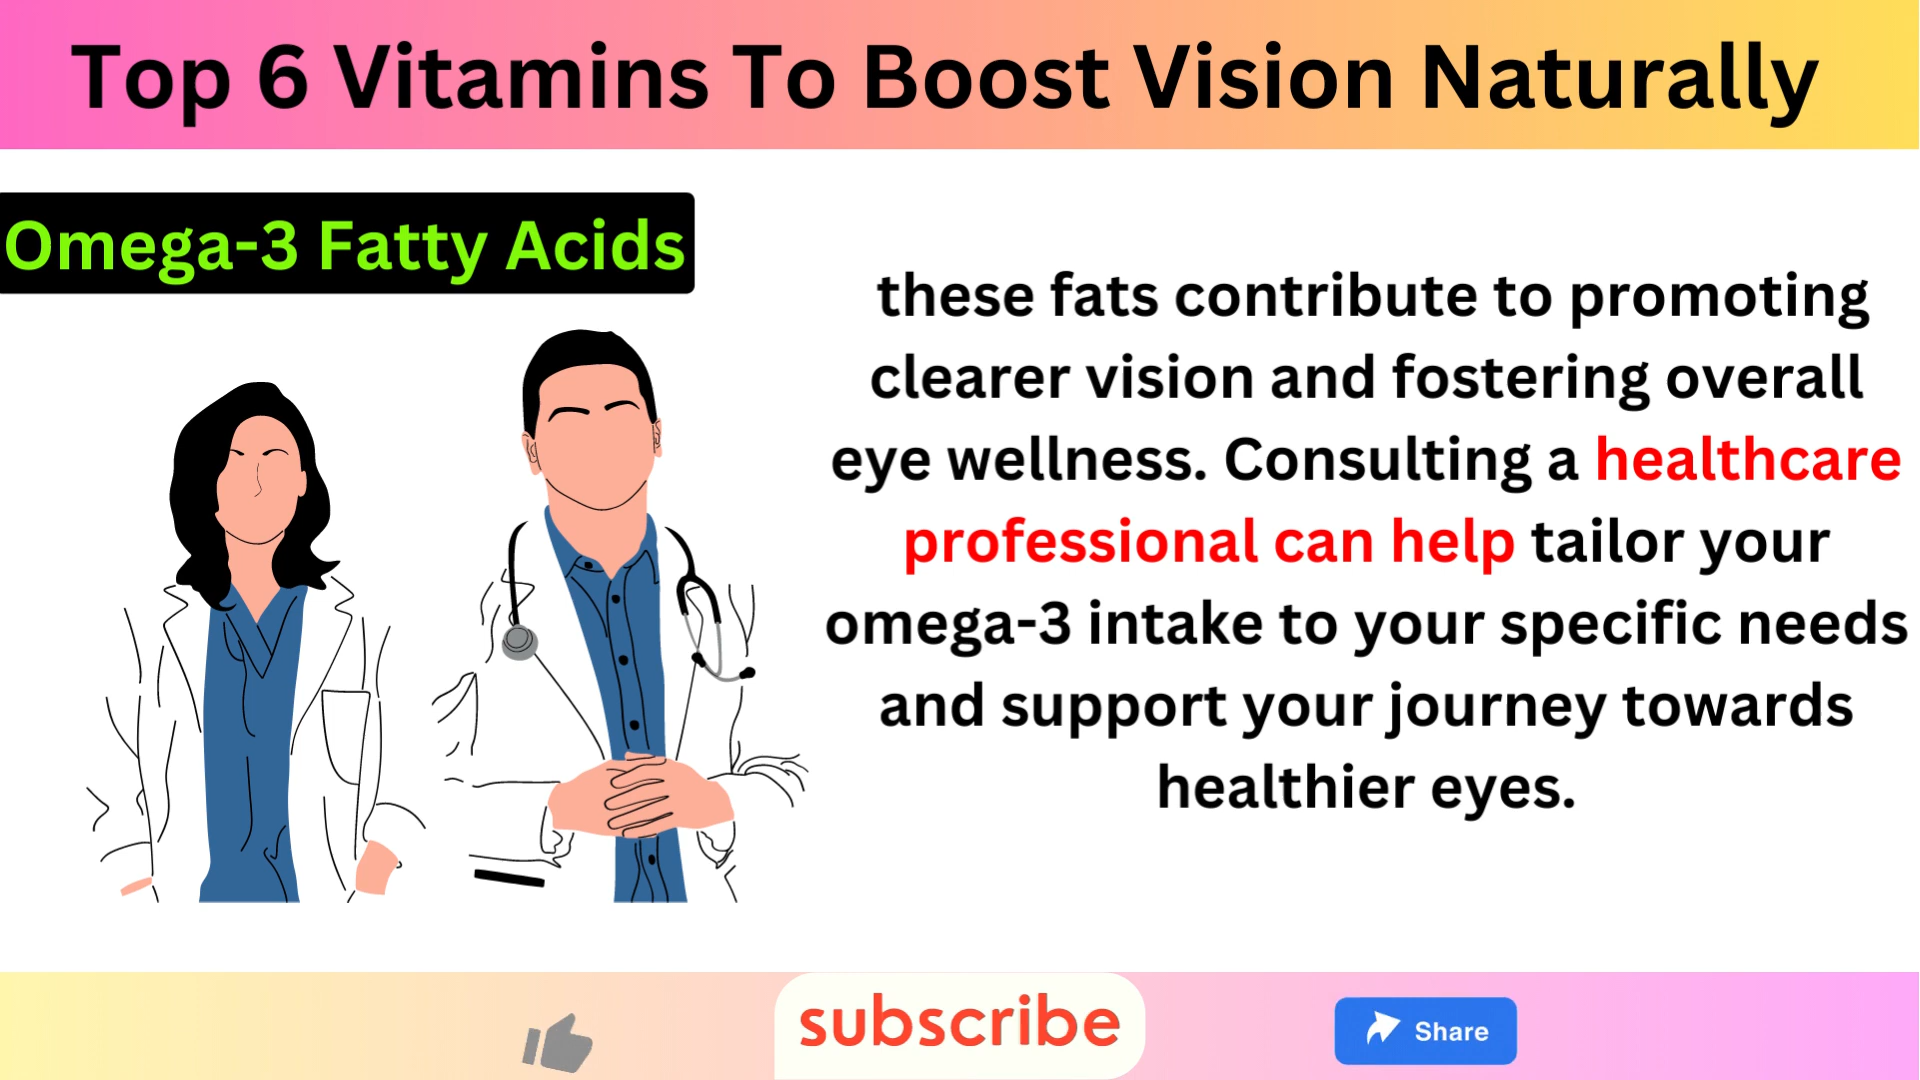 Top 6 Vitamins To Boost Vision Naturally
Omega-3 Fatty Acids
these fats contribute to promoting
clearer vision and fostering overall
eye wellness. Consulting a healthcare
professional can help tailor your
omega-3 intake to your specific needs
and support your journey towards
healthier eyes.
subscribe
Share